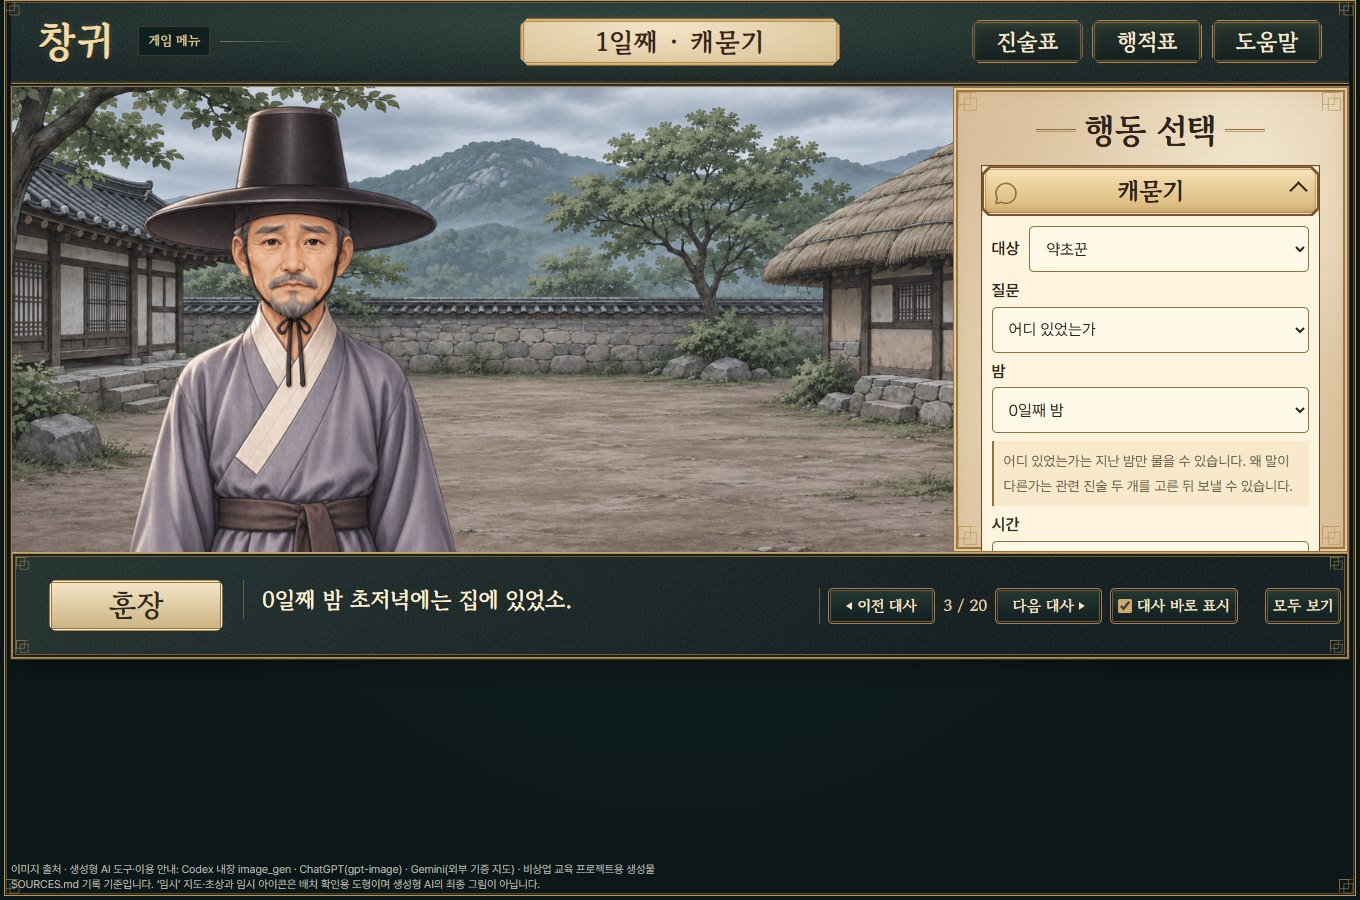 창귀
게임 메뉴
1일째 · 캐묻기
진술표
행적표
도움말
행동 선택
캐묻기
대상
약초꾼
질문
어디 있었는가
밤
0일째 밤
어디 있었는가는 지난 밤만 물을 수 있습니다. 왜 말이
다른가는 관련 진술 두 개를 고른 뒤 보낼 수 있습니다.
시간
훈장
0일째 밤 초저녁에는 집에 있었소.
이전 대사
3 / 20
다음 대사
대사 바로 표시
모두 보기
이미지 출처 · 생성형 AI 도구·이용 안내: Codex 내장 image_gen · ChatGPT(gpt-image) · Gemini(외부 기증 지도) · 비상업 교육 프로젝트용 생성물
SOURCES.md 기록 기준입니다. ‘임시’ 지도·초상과 임시 아이콘은 배치 확인용 도형이며 생성형 AI의 최종 그림이 아닙니다.